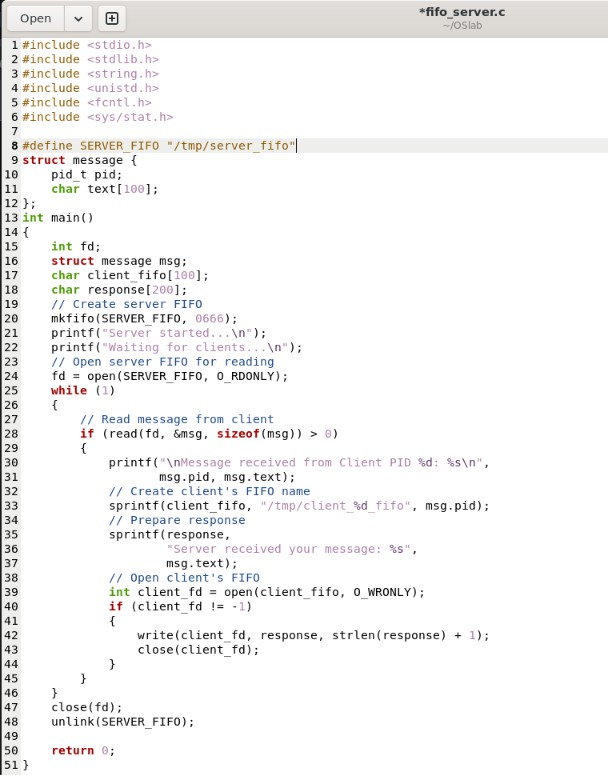 Open
*fifo_server.c
~/OSlab
1 #include <stdio.h>
2 #include <stdlib.h>
3 #include <string.h>
4 #include <unistd.h>
5 #include <fcntl.h>
6 #include <sys/stat.h>
7
8 #define SERVER_FIFO "/tmp/server_fifo"
9 struct message {
10     pid_t pid;
11     char text[100];
12 };
13 int main()
14 {
15     int fd;
16     struct message msg;
17     char client_fifo[100];
18     char response[200];
19     // Create server FIFO
20     mkfifo(SERVER_FIFO, 0666);
21     printf("Server started...\n");
22     printf("Waiting for clients...\n");
23     // Open server FIFO for reading
24     fd = open(SERVER_FIFO, O_RDONLY);
25     while (1)
26     {
27         // Read message from client
28         if (read(fd, &msg, sizeof(msg)) > 0)
29         {
30             printf("\nMessage received from Client PID %d: %s\n",
31                    msg.pid, msg.text);
32             // Create client's FIFO name
33             sprintf(client_fifo, "/tmp/client_%d_fifo", msg.pid);
34             // Prepare response
35             sprintf(response,
36                     "Server received your message: %s",
37                     msg.text);
38             // Open client's FIFO
39             int client_fd = open(client_fifo, O_WRONLY);
40             if (client_fd != -1)
41             {
42                 write(client_fd, response, strlen(response) + 1);
43                 close(client_fd);
44             }
45         }
46     }
47     close(fd);
48     unlink(SERVER_FIFO);
49
50     return 0;
51 }